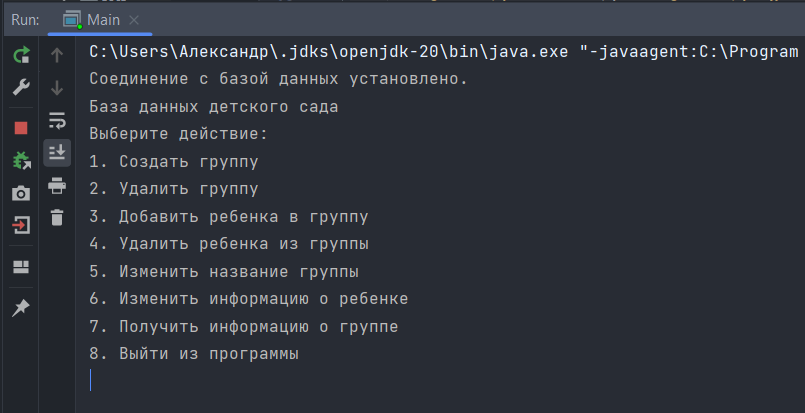 Run: Main
C:\Users\Александр\.jdks\openjdk-20\bin\java.exe "-javaagent:C:\Program
Соединение с базой данных установлено.
База данных детского сада
Выберите действие:
1. Создать группу
2. Удалить группу
3. Добавить ребенка в группу
4. Удалить ребенка из группы
5. Изменить название группы
6. Изменить информацию о ребенке
7. Получить информацию о группе
8. Выйти из программы